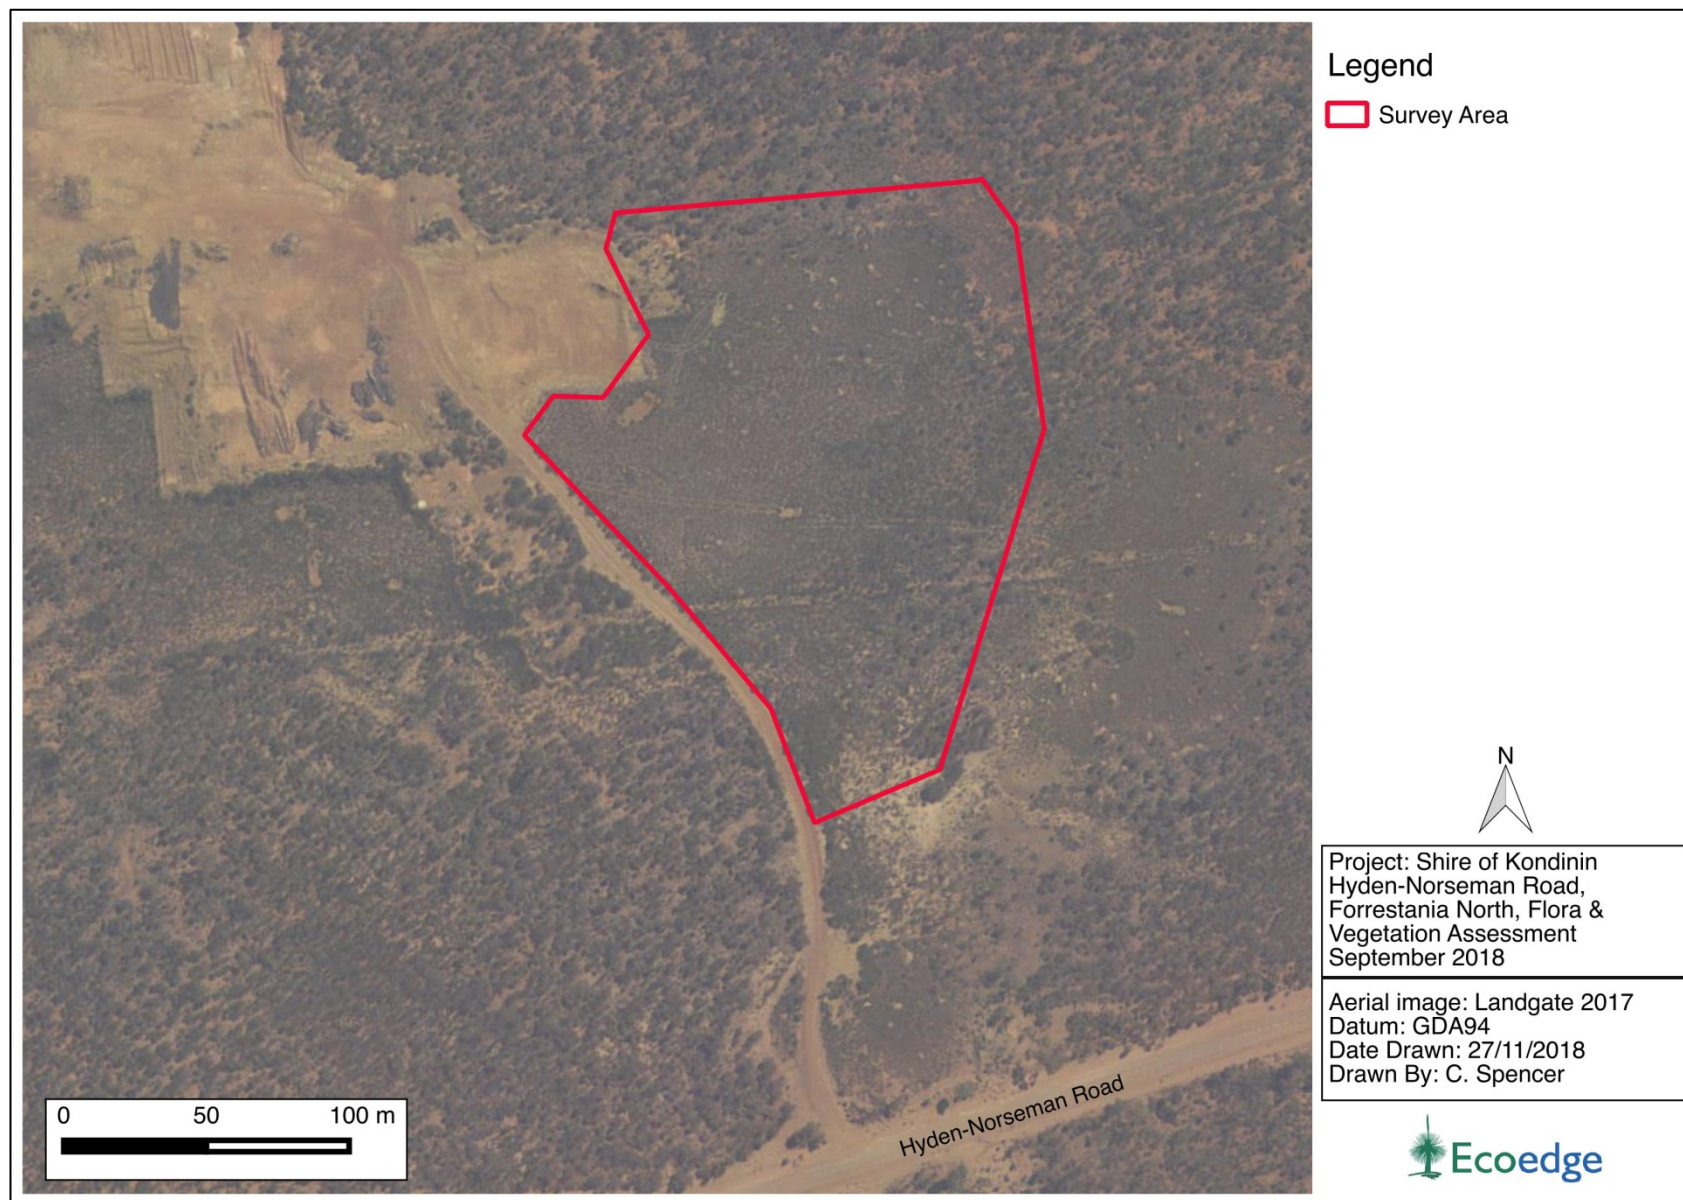 Legend
Survey Area
N
Project: Shire of Kondinin
Hyden-Norseman Road,
Forrestania North, Flora &
Vegetation Assessment
September 2018
Aerial image: Landgate 2017
Datum: GDA94
Date Drawn: 27/11/2018
Drawn By: C. Spencer
0 50 100 m
Hyden-Norseman Road
Ecoedge